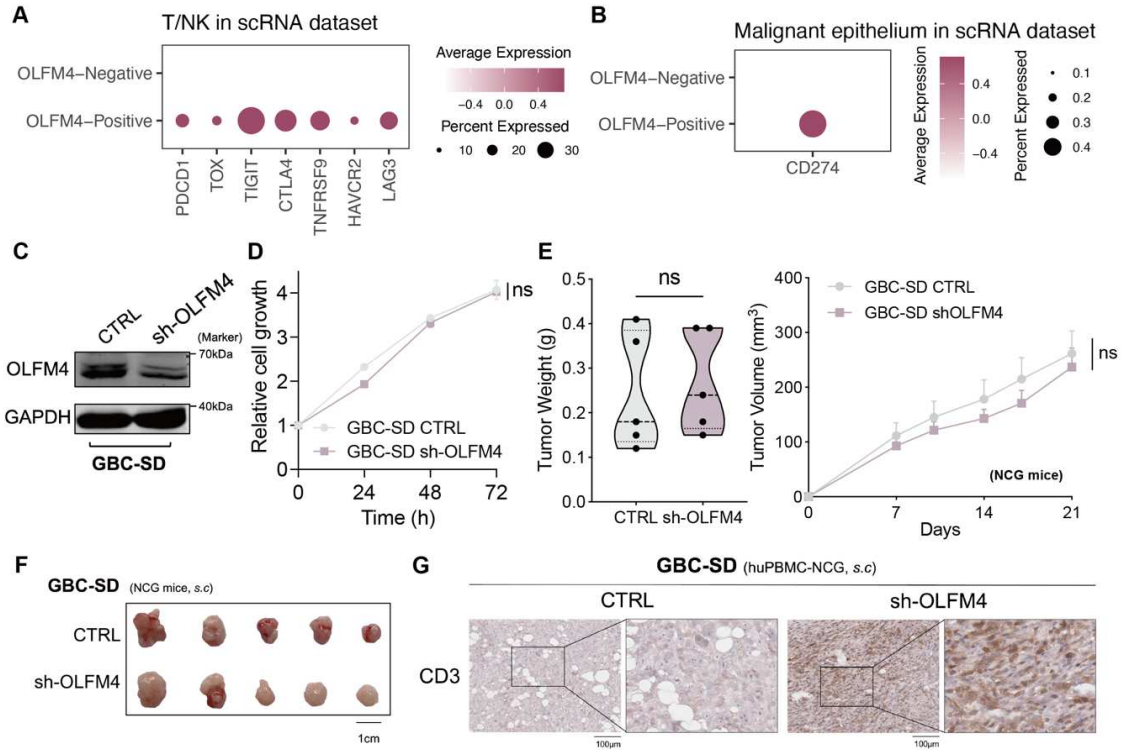 A
T/NK in scRNA dataset
OLFM4-Negative
OLFM4-Positive
PDCD1
TOX
TIGIT
CTLA4
TNFRSF9
HAVCR2
LAG3
Average Expression
-0.4 0.0 0.4
Percent Expressed
10 20 30
B
Malignant epithelium in scRNA dataset
OLFM4-Negative
OLFM4-Positive
CD274
Average Expression
0.4
0.0
-0.4
Percent Expressed
0.1
0.2
0.3
0.4
C
CTRL
sh-OLFM4
(Marker)
70kDa
OLFM4
40kDa
GAPDH
GBC-SD
D
Relative cell growth
4
3
2
1
0
ns
GBC-SD CTRL
GBC-SD sh-OLFM4
0 24 48 72
Time (h)
E
Tumor Weight (g)
0.5
0.4
0.3
0.2
0.1
0.0
ns
CTRL sh-OLFM4
Tumor Volume (mm3)
400
300
200
100
0
GBC-SD CTRL
GBC-SD shOLFM4
ns
(NCG mice)
0 7 14 21
Days
F
GBC-SD (NCG mice, s.c)
CTRL
sh-OLFM4
1cm
G
GBC-SD (huPBMC-NCG, s.c)
CTRL
sh-OLFM4
CD3
100μm
100μm